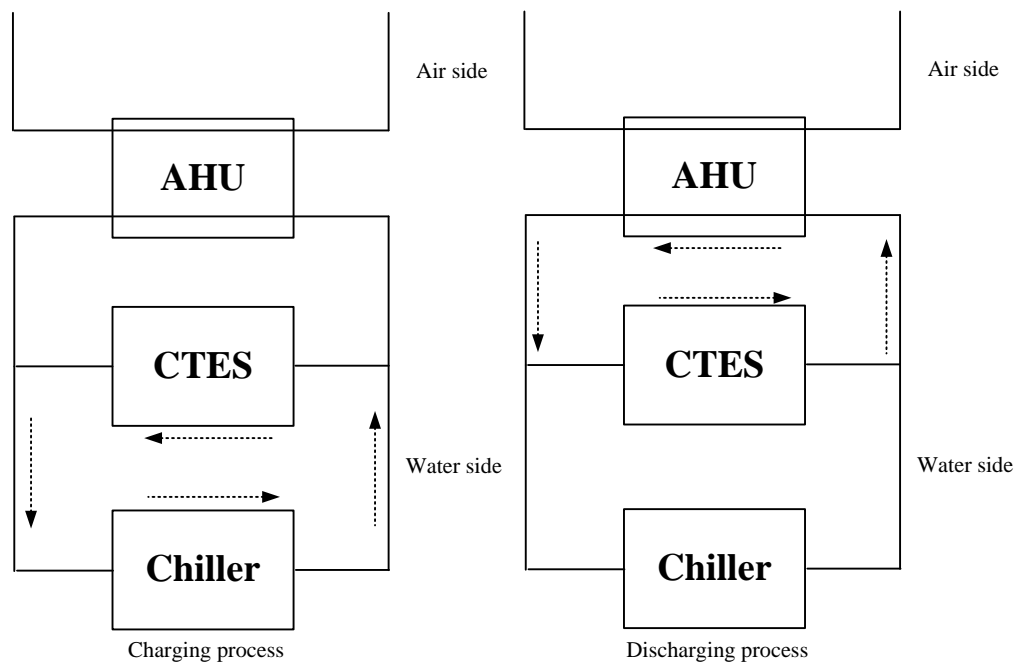 Air side
AHU
CTES
Water side
Chiller
Charging process
Air side
AHU
CTES
Water side
Chiller
Discharging process